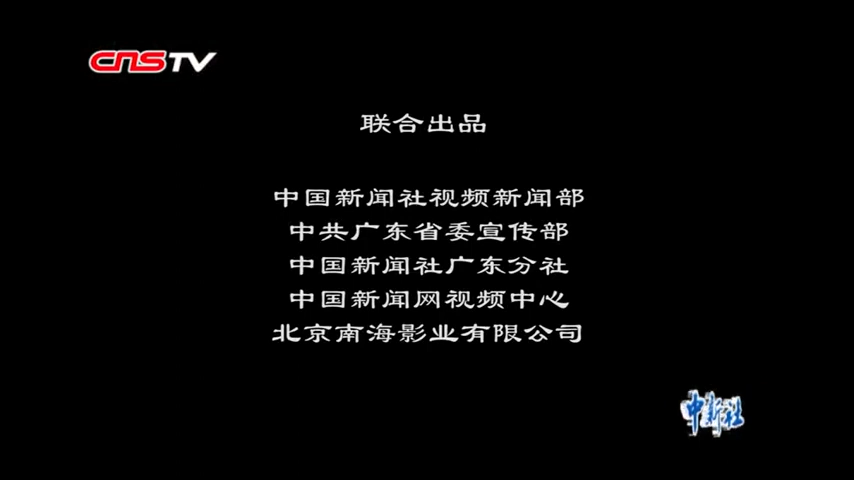 CNSTV
联合出品
中国新闻社视频新闻部
中共广东省委宣传部
中国新闻社广东分社
中国新闻网视频中心
北京南海影业有限公司
中新社